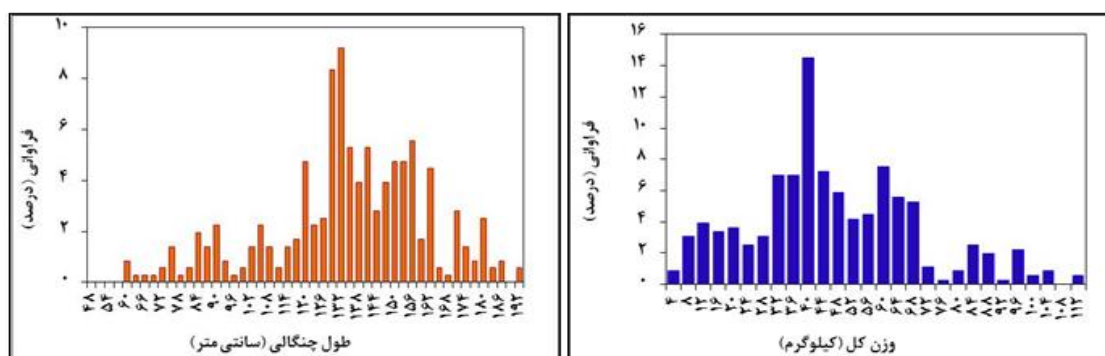 ۱۰
۸
۶
۴
۲
۰
فراوانی (درصد)
۴۸ ۵۴ ۶۰ ۶۶ ۷۲ ۷۸ ۸۴ ۹۰ ۹۶ ۱۰۲ ۱۰۸ ۱۱۴ ۱۲۰ ۱۲۶ ۱۳۲ ۱۳۸ ۱۴۴ ۱۵۰ ۱۵۶ ۱۶۲ ۱۶۸ ۱۷۴ ۱۸۰ ۱۸۶ ۱۹۲
طول چنگالی (سانتی متر)
۱۶
۱۴
۱۲
۱۰
۸
۶
۴
۲
۰
فراوانی (درصد)
۴ ۸ ۱۲ ۱۶ ۲۰ ۲۴ ۲۸ ۳۲ ۳۶ ۴۰ ۴۴ ۴۸ ۵۲ ۵۶ ۶۰ ۶۴ ۶۸ ۷۲ ۷۶ ۸۰ ۸۴ ۸۸ ۹۲ ۹۶ ۱۰۰ ۱۰۴ ۱۰۸ ۱۱۲
وزن کل (کیلوگرم)